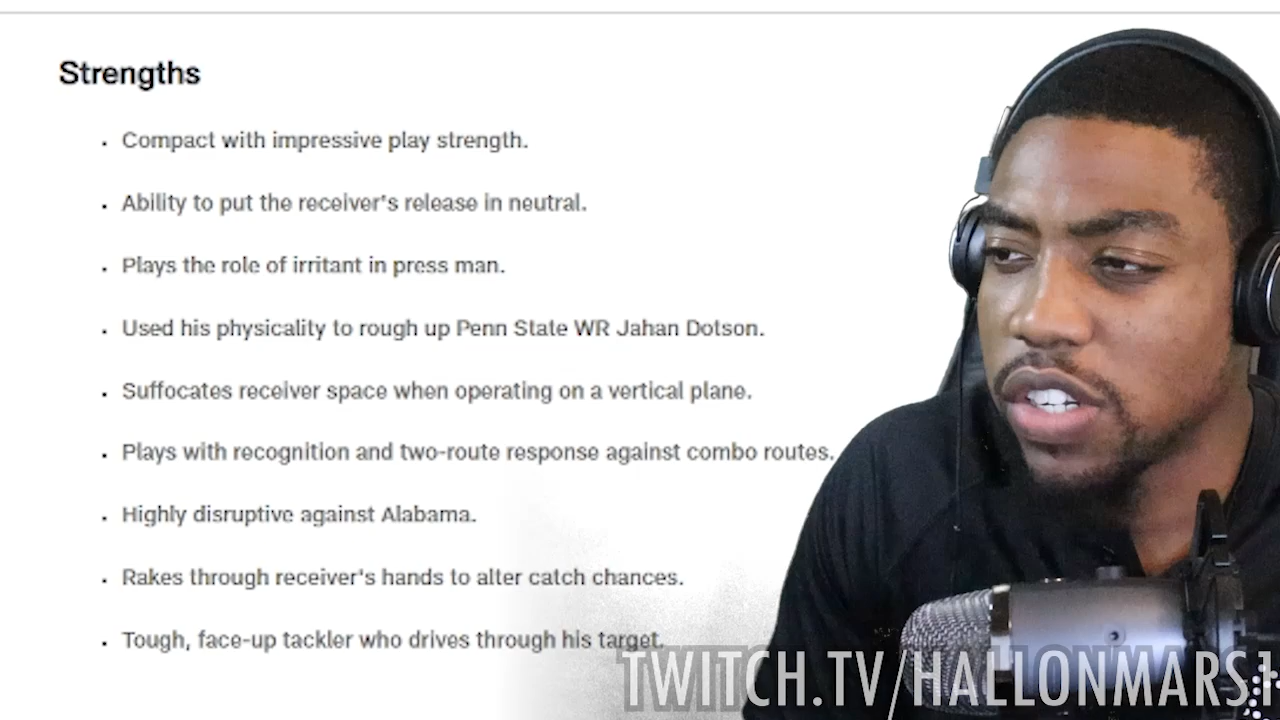 Strengths
Compact with impressive play strength.
Ability to put the receiver's release in neutral.
Plays the role of irritant in press man.
Used his physicality to rough up Penn State WR Jahan Dotson.
Suffocates receiver space when operating on a vertical plane.
Plays with recognition and two-route response against combo routes.
Highly disruptive against Alabama.
Rakes through receiver's hands to alter catch chances.
Tough, face-up tackler who drives through his target.
TWITCH.TV/HALLONMARS1